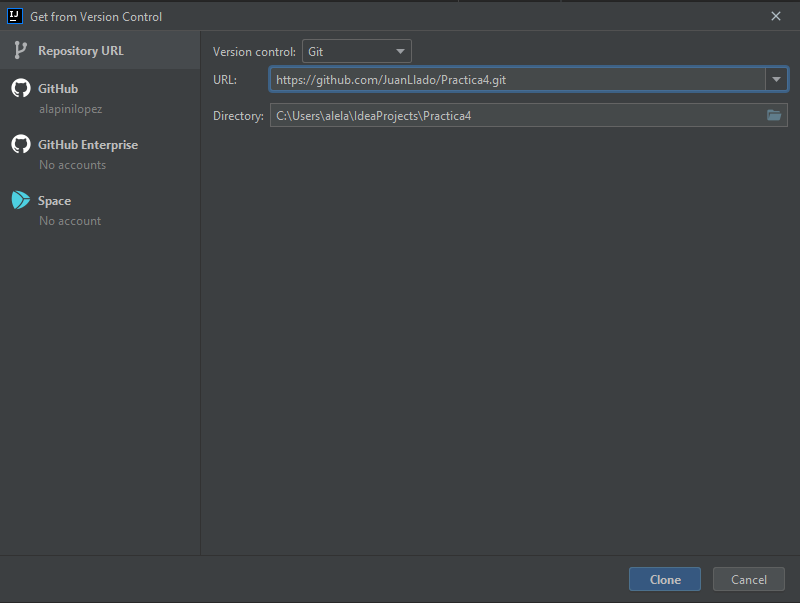 Get from Version Control
Repository URL
GitHub
alapinilopez
GitHub Enterprise
No accounts
Space
No account
Version control: Git
URL: https://github.com/JuanLlado/Practica4.git
Directory: C:\Users\alela\IdeaProjects\Practica4
Clone Cancel